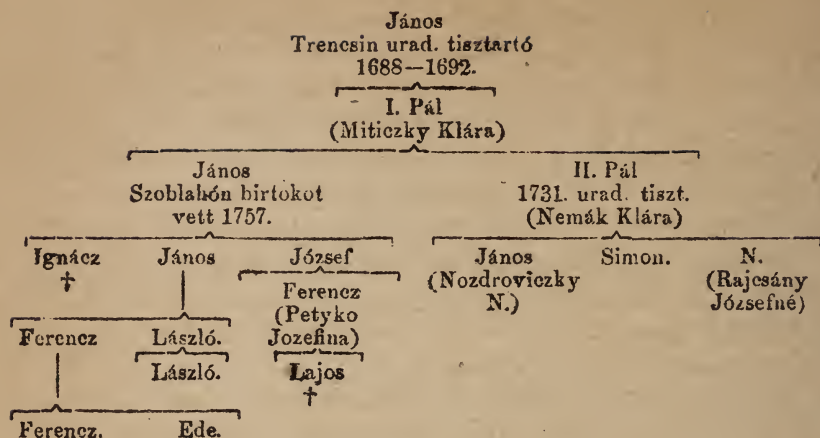 János
Trencsin urad. tisztartó
1688—1692.
I. Pál
(Miticzky Klára)
János II. Pál
Szoblahón birtokot 1731. urad. tiszt.
vett 1757. (Nemák Klára)
Ignácz János József János Simon. N.
† Ferencz (Nozdroviczky (Rajcsány
(Petyko N.) Józsefné)
Ferencz László. Jozefina)
László. Lajos
†
Ferencz. Ede.